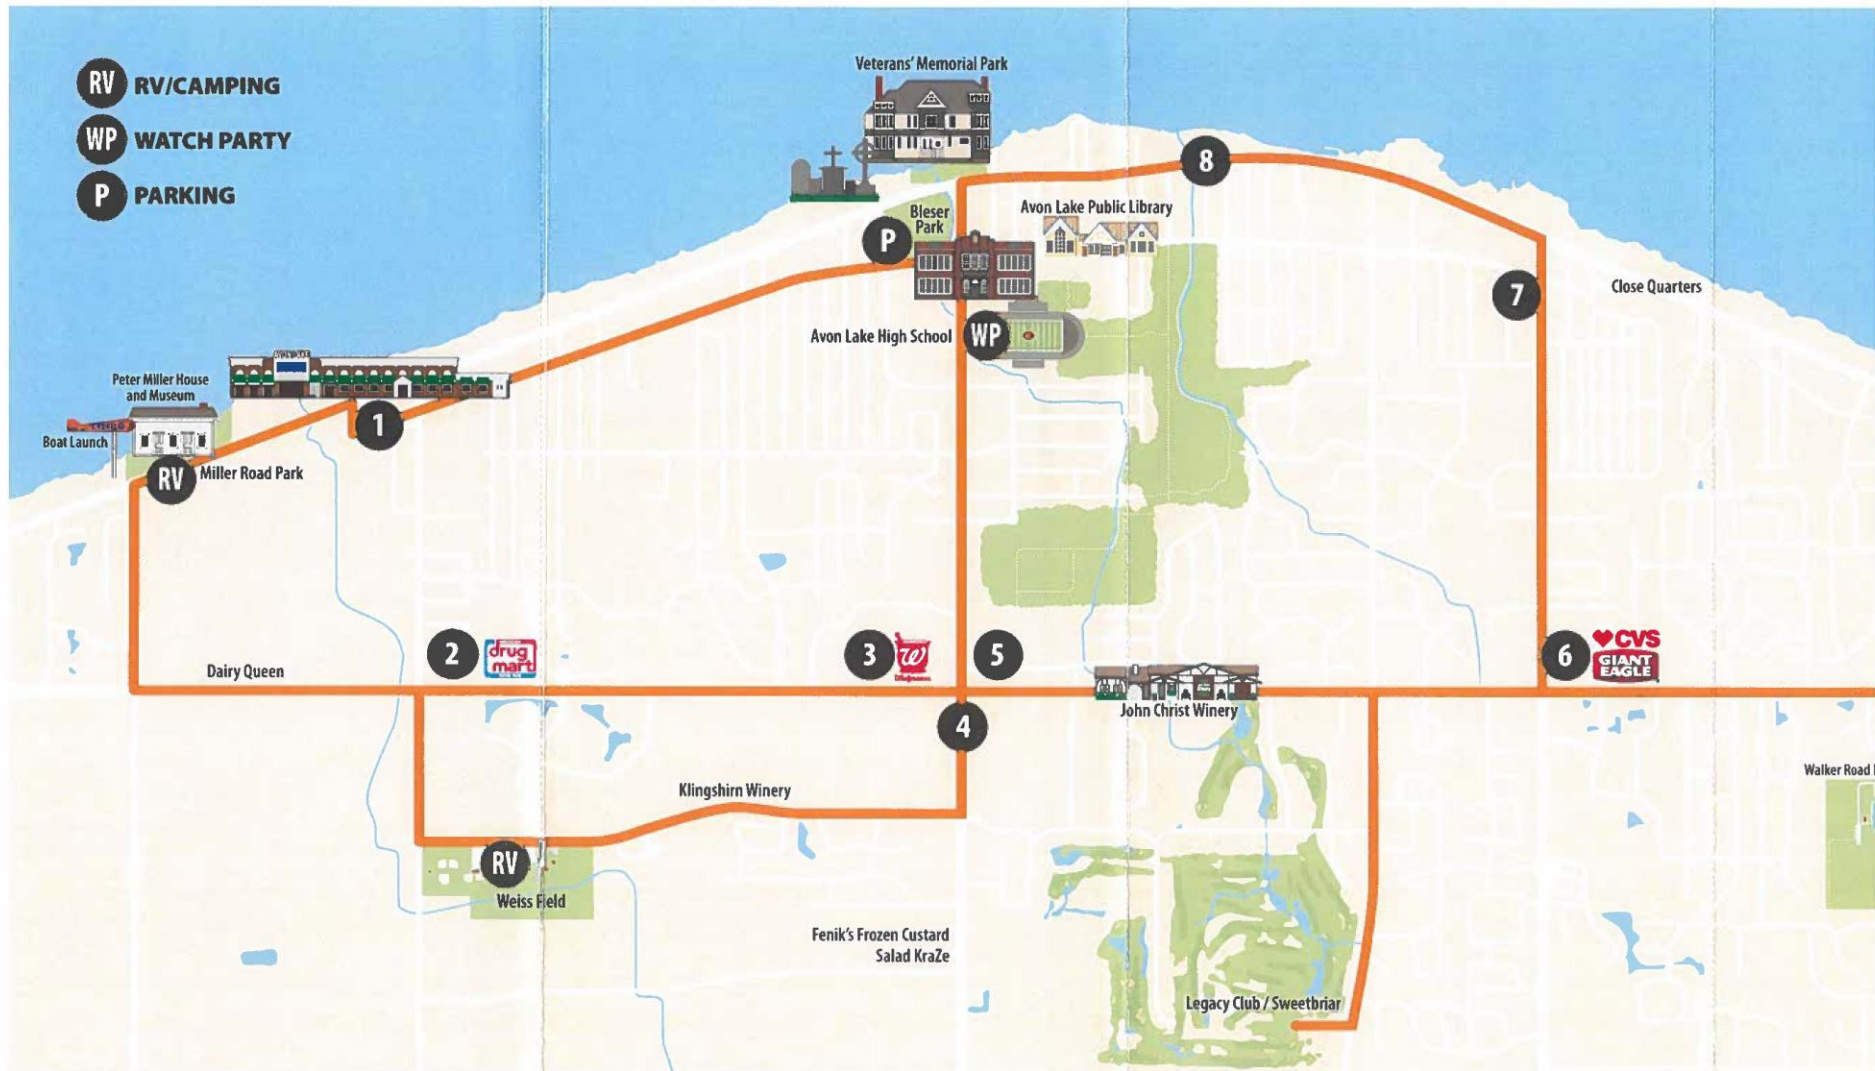 RV RV/CAMPING
WP WATCH PARTY
P PARKING
Veterans' Memorial Park
8
Bleser
Park
P
Avon Lake Public Library
7
Close Quarters
Avon Lake High School
WP
Peter Miller House
and Museum
Boat Launch
1
RV
Miller Road Park
2
drug
mart
3
W
Walgreens
5
6
CVS
GIANT
EAGLE
Dairy Queen
4
John Christ Winery
Klingshirn Winery
Walker Road
RV
Weiss Field
Fenik's Frozen Custard
Salad KraZe
Legacy Club / Sweetbriar